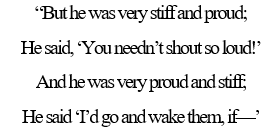 “But he was very stiff and proud;
He said, ‘You needn’t shout so loud!’
And he was very proud and stiff;
He said ‘I’d go and wake them, if—’